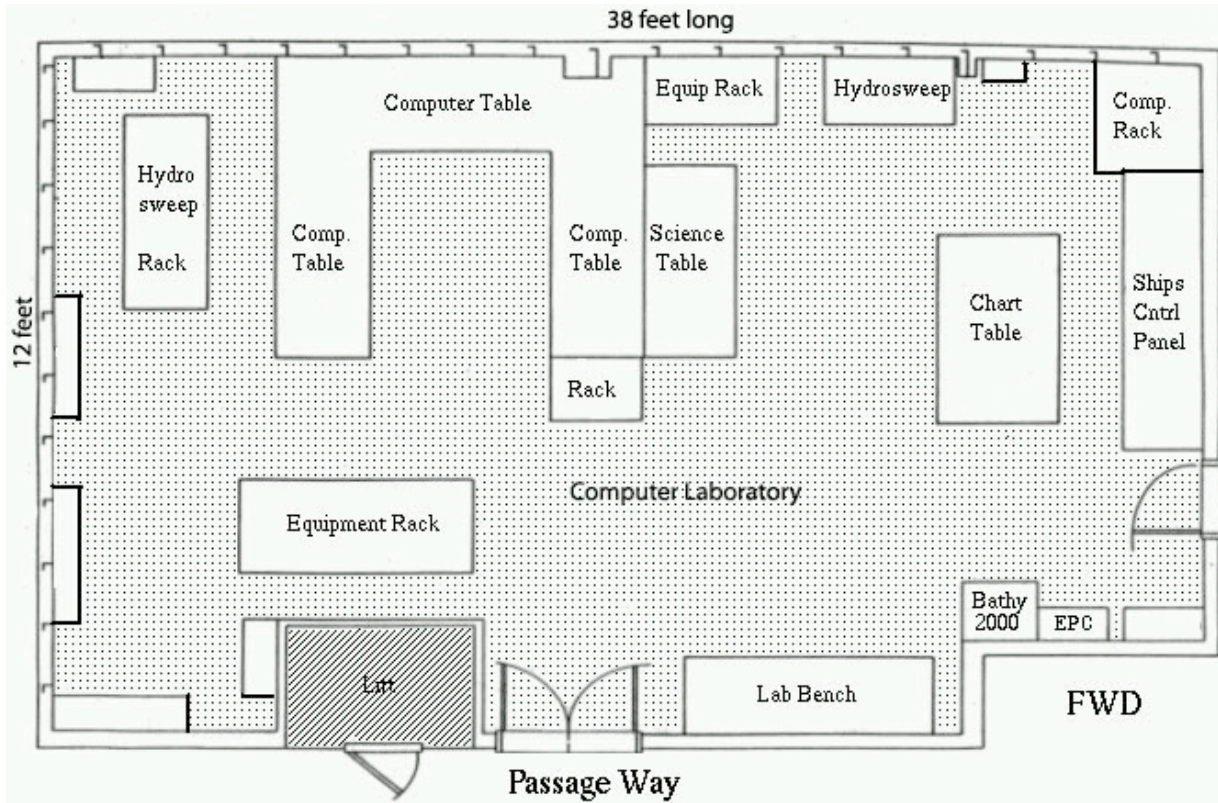 38 feet long
Computer Table
Equip Rack
Hydrosweep
Comp.
Rack
Hydro
sweep
Rack
Comp.
Table
Comp.
Table
Science
Table
Chart
Table
Ships
Cntrl
Panel
12 feet
Rack
Computer Laboratory
Equipment Rack
Bathy
2000
EPC
Litt
Lab Bench
FWD
Passage Way